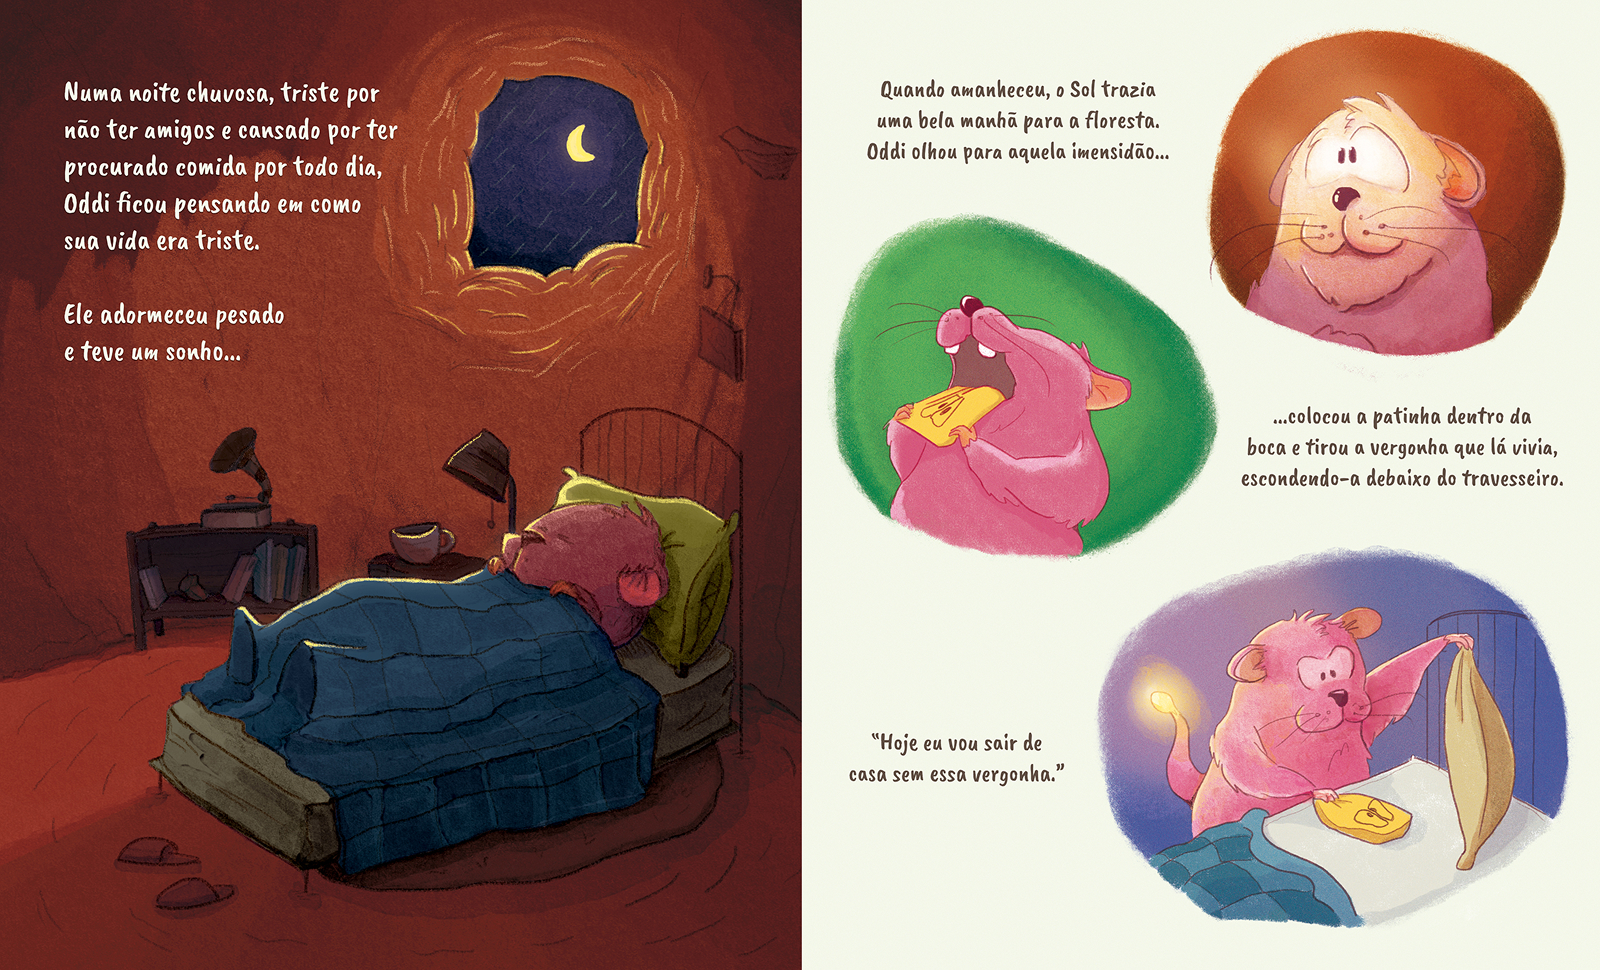 Numa noite chuvosa, triste por
não ter amigos e cansado por ter
procurado comida por todo dia,
Oddi ficou pensando em como
sua vida era triste.
Ele adormeceu pesado
e teve um sonho...
Quando amanheceu, o Sol trazia
uma bela manhã para a floresta.
Oddi olhou para aquela imensidão...
...colocou a patinha dentro da
boca e tirou a vergonha que lá vivia,
escondendo-a debaixo do travesseiro.
“Hoje eu vou sair de
casa sem essa vergonha.”